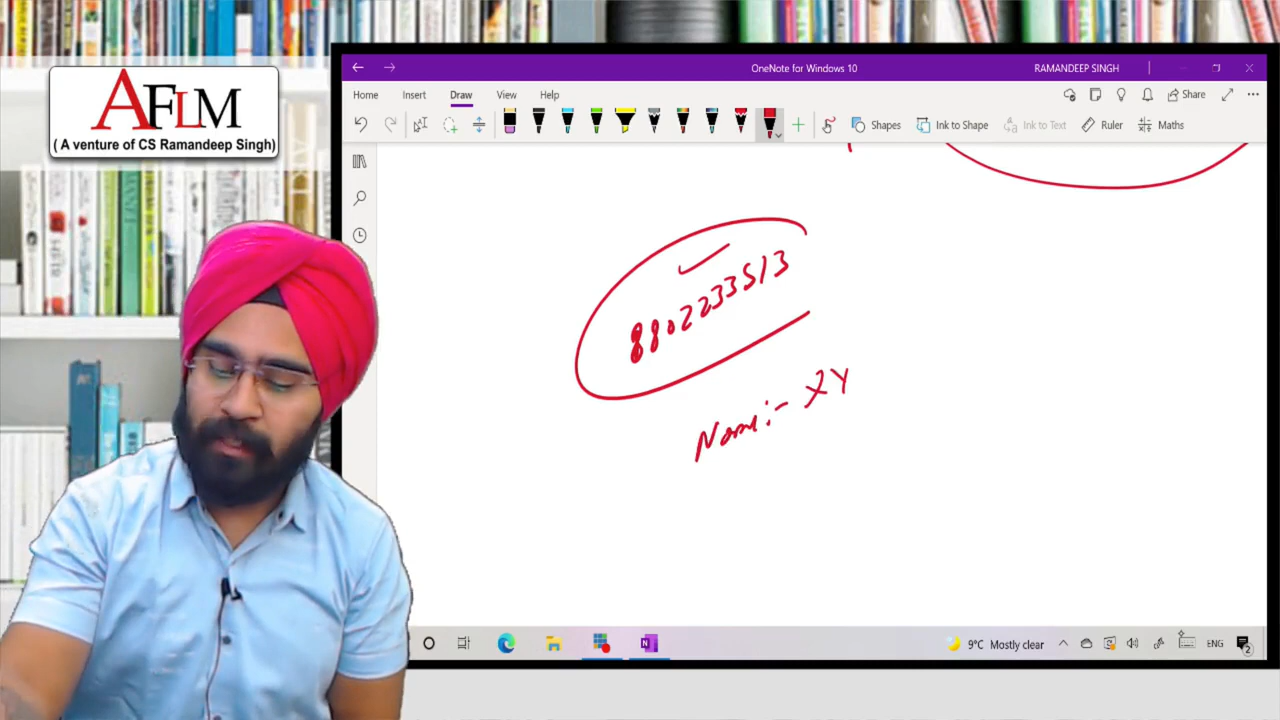 AFLM
( A venture of CS Ramandeep Singh)
OneNote for Windows 10
RAMANDEEP SINGH
Home Insert Draw View Help
Share
Shapes Ink to Shape Ink to Text Ruler Maths
8802233513
Name:- XY
9°C Mostly clear
ENG
2